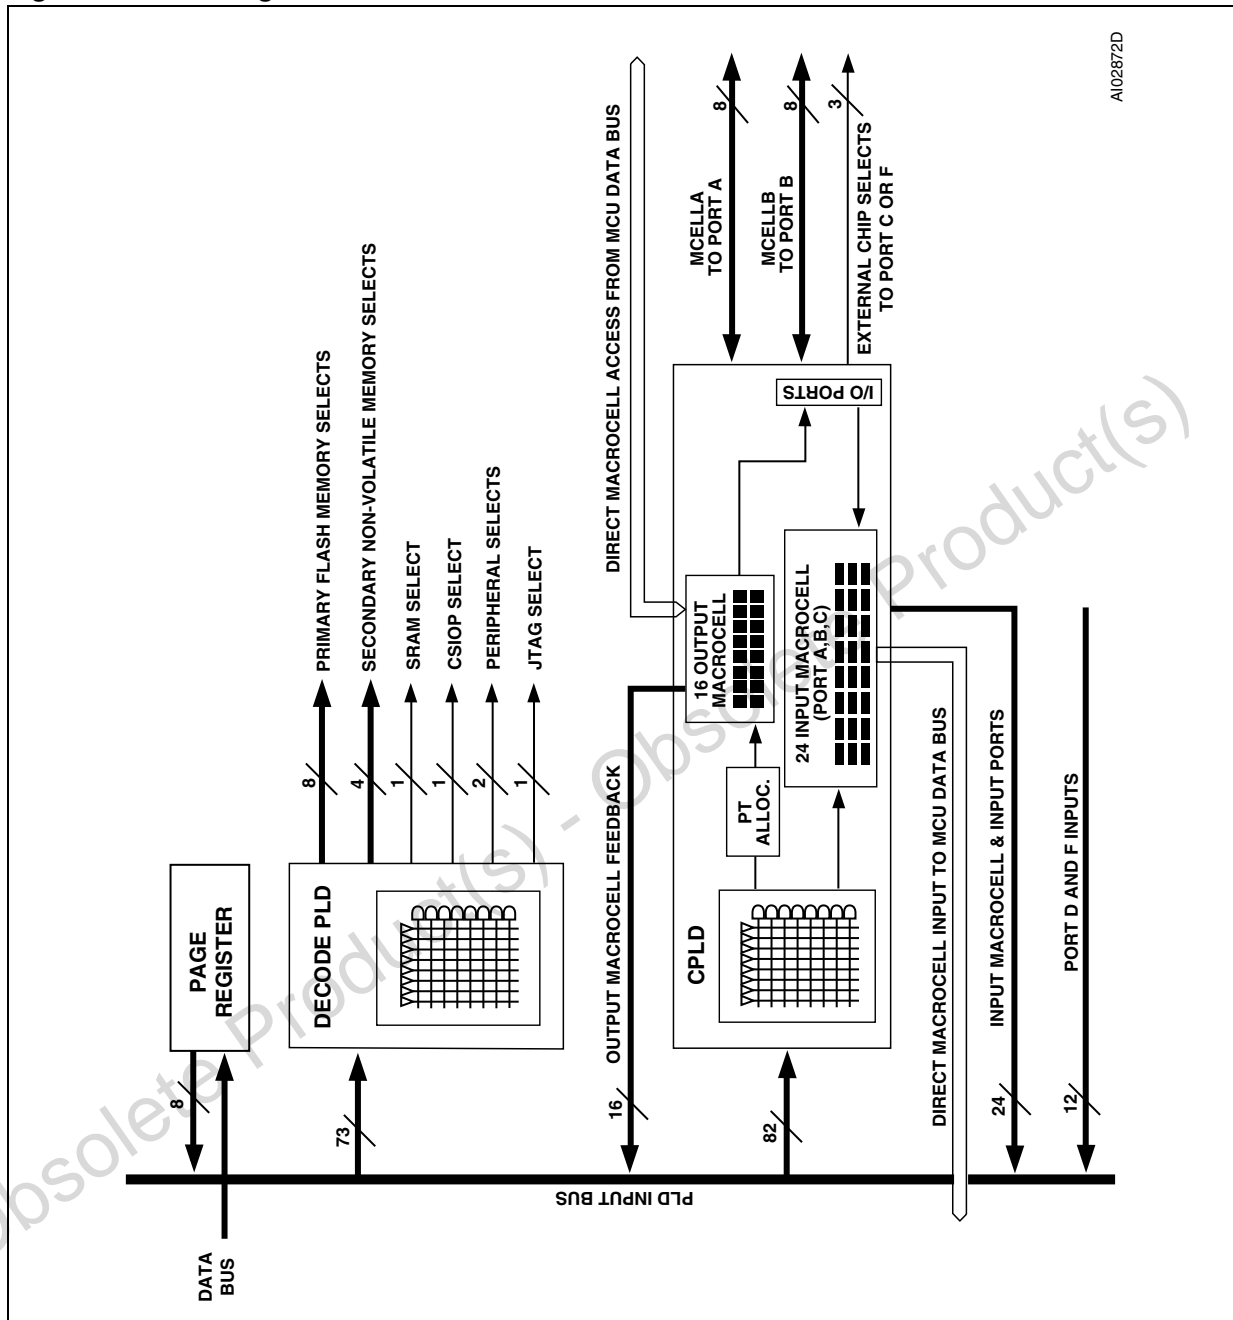 AI02872D
DATA
BUS
8
PAGE
REGISTER
73
DECODE PLD
8
PRIMARY FLASH MEMORY SELECTS
4
SECONDARY NON-VOLATILE MEMORY SELECTS
1
SRAM SELECT
1
CSIOP SELECT
2
PERIPHERAL SELECTS
1
JTAG SELECT
PLD INPUT BUS
16
OUTPUT MACROCELL FEEDBACK
DIRECT MACROCELL ACCESS FROM MCU DATA BUS
82
CPLD
PT
ALLOC.
16 OUTPUT
MACROCELL
24 INPUT MACROCELL
(PORT A,B,C)
I/O PORTS
MCELLA
TO PORT A
8
MCELLB
TO PORT B
8
EXTERNAL CHIP SELECTS
TO PORT C OR F
3
DIRECT MACROCELL INPUT TO MCU DATA BUS
24
INPUT MACROCELL & INPUT PORTS
12
PORT D AND F INPUTS
Obsolete Product(s) - Obsolete Product(s)